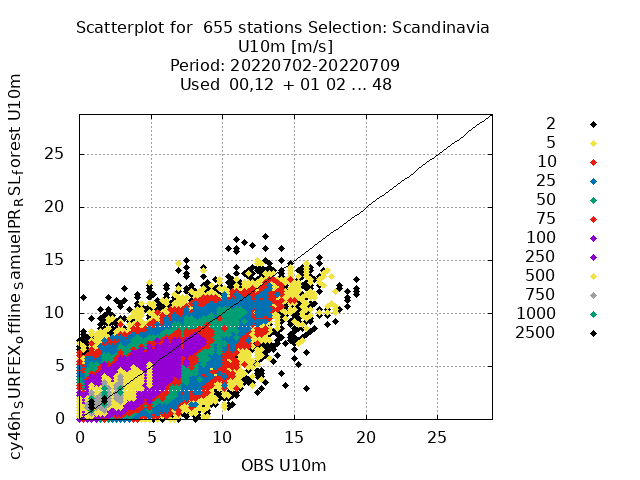 Scatterplot for 655 stations Selection: Scandinavia
U10m [m/s]
Period: 20220702-20220709
Used 00,12 + 01 02 ... 48
cy46h_SURFEX_offline_samuelPR_RSL_forest U10m
25
20
15
10
5
0
0 5 10 15 20 25
OBS U10m
2
5
10
25
50
75
100
250
500
750
1000
2500